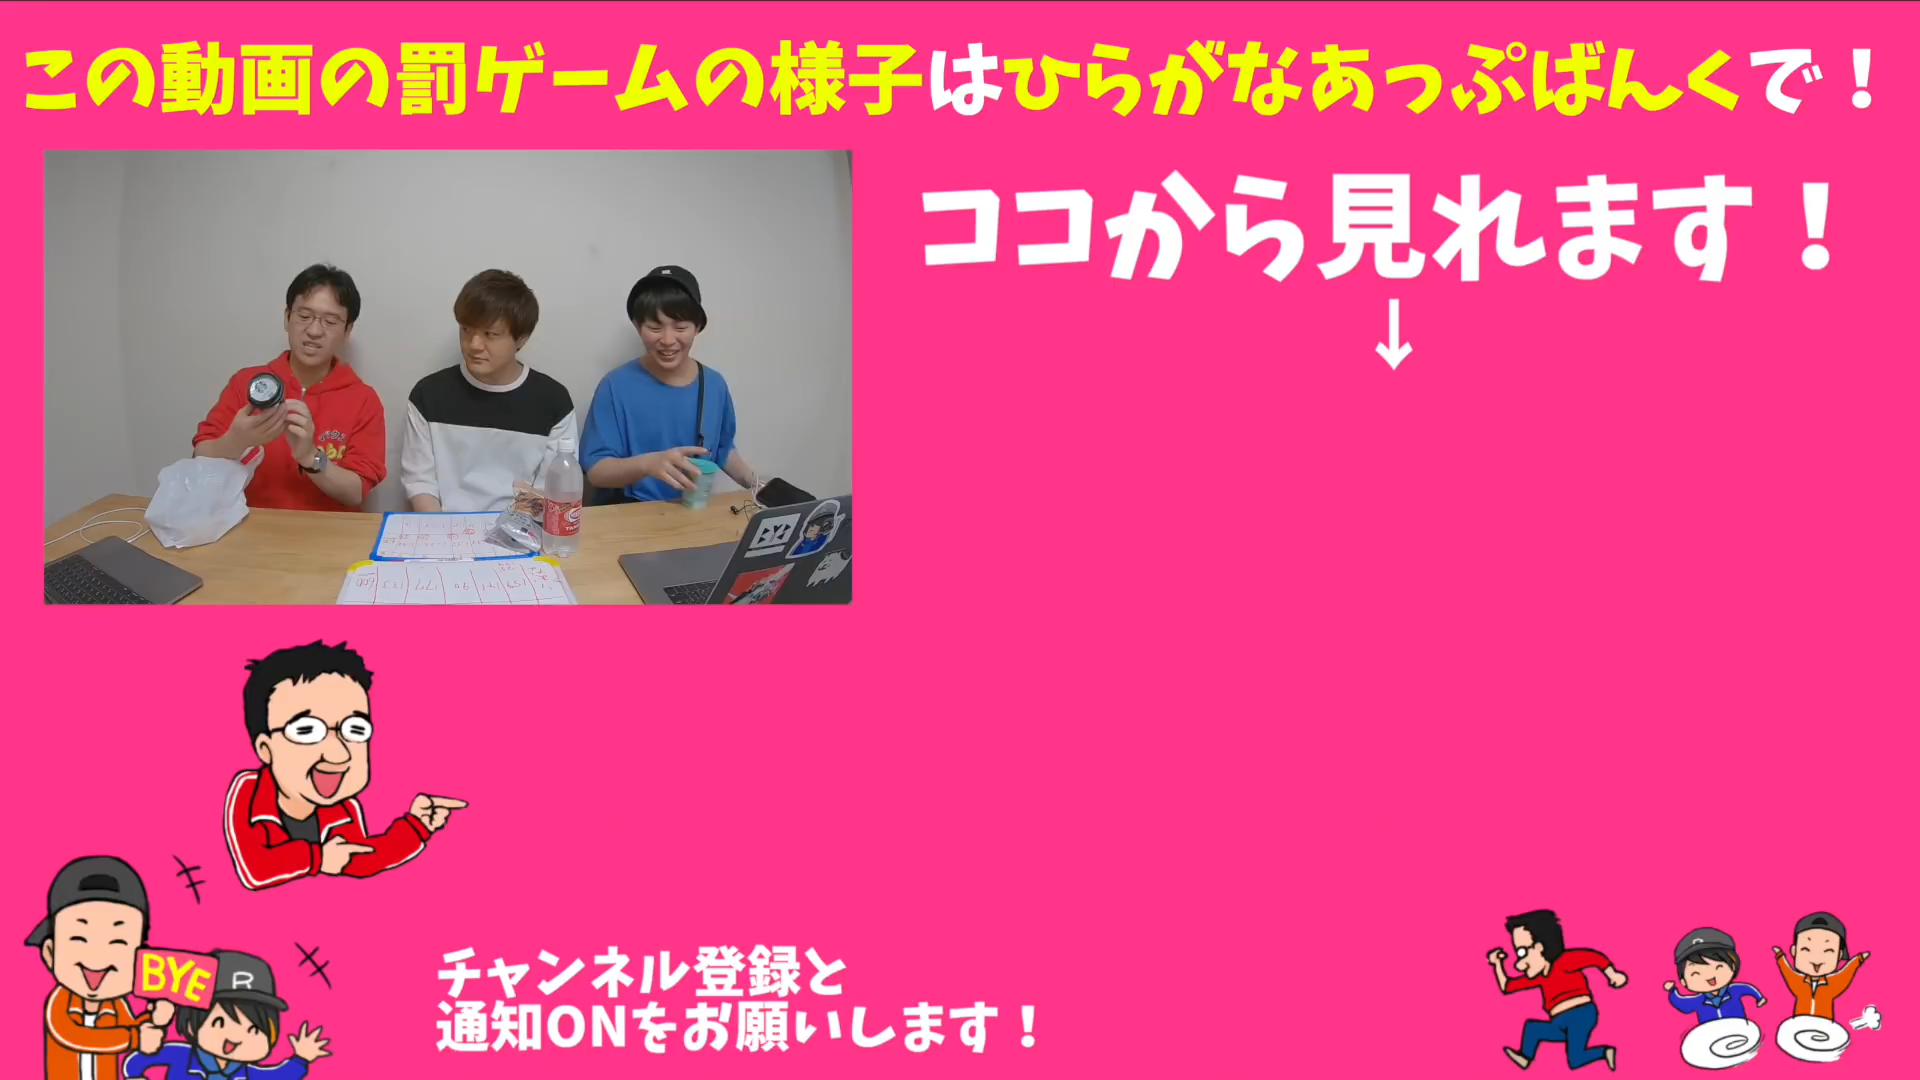 この動画の罰ゲームの様子はひらがなあっぷばんくで！
ココから見れます！
↓
BYE
R
チャンネル登録と
通知ONをお願いします！